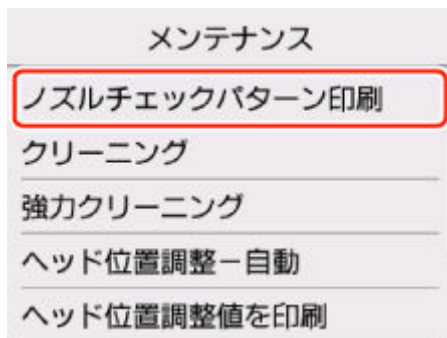 メンテナンス
ノズルチェックパターン印刷
クリーニング
強力クリーニング
ヘッド位置調整－自動
ヘッド位置調整値を印刷